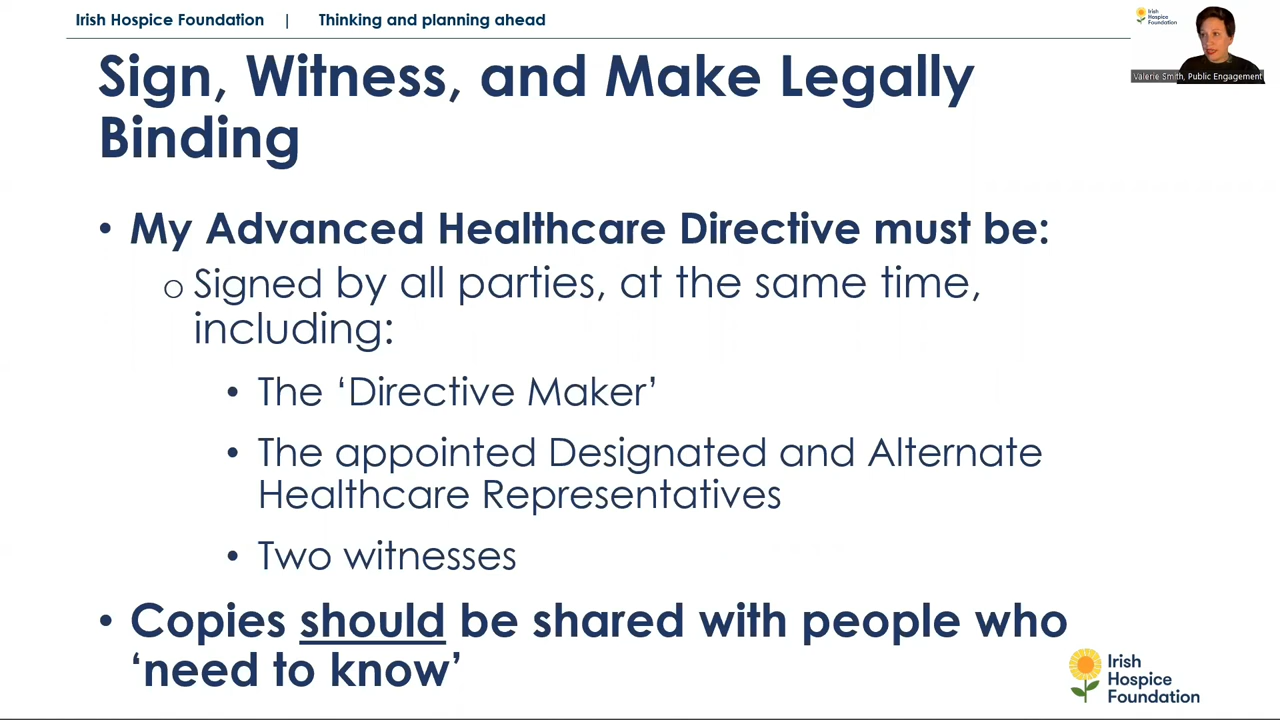 Irish Hospice Foundation | Thinking and planning ahead
Irish
Hospice
Foundation
Valerie Smith, Public Engagement
Sign, Witness, and Make Legally
Binding
• My Advanced Healthcare Directive must be:
o Signed by all parties, at the same time,
including:
• The ‘Directive Maker’
• The appointed Designated and Alternate
Healthcare Representatives
• Two witnesses
• Copies should be shared with people who
‘need to know’
Irish
Hospice
Foundation